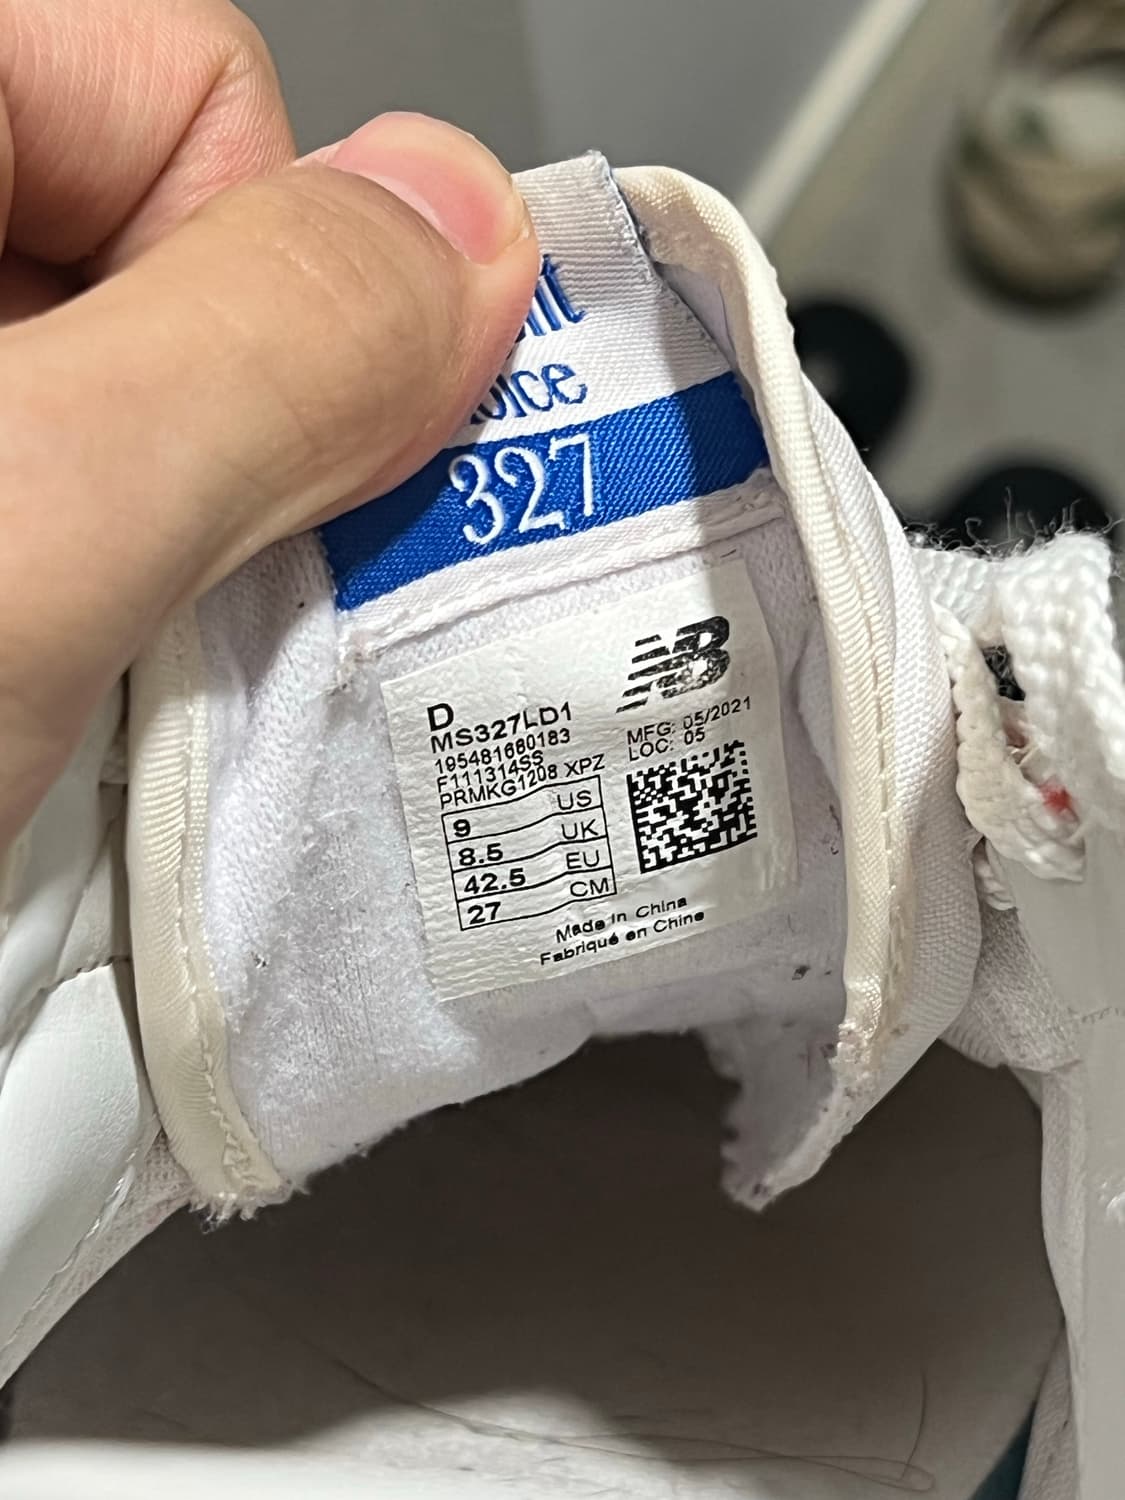 327
NB
D
MS327LD1
195481680183
F111314SS
PRMKG1208 XPZ
MFG: 05/2021
LOC: 05
9 US
8.5 UK
42.5 EU
27 CM
Made in China
Fabriqué en Chine